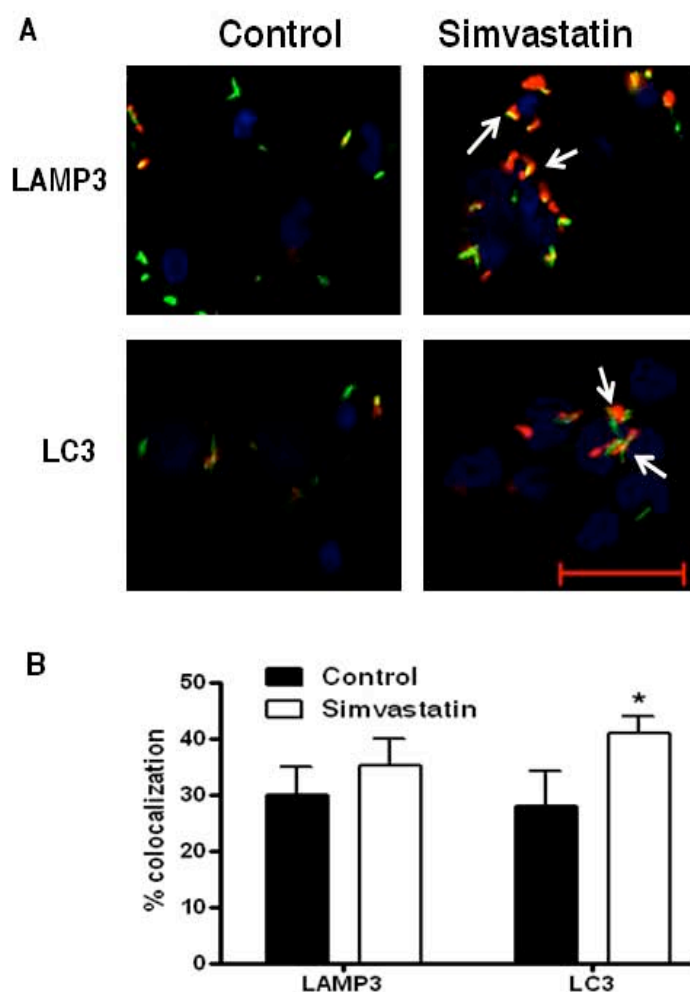 A
Control Simvastatin
LAMP3
LC3
B
Control
Simvastatin
% colocalization
50
40
30
20
10
0
*
LAMP3 LC3